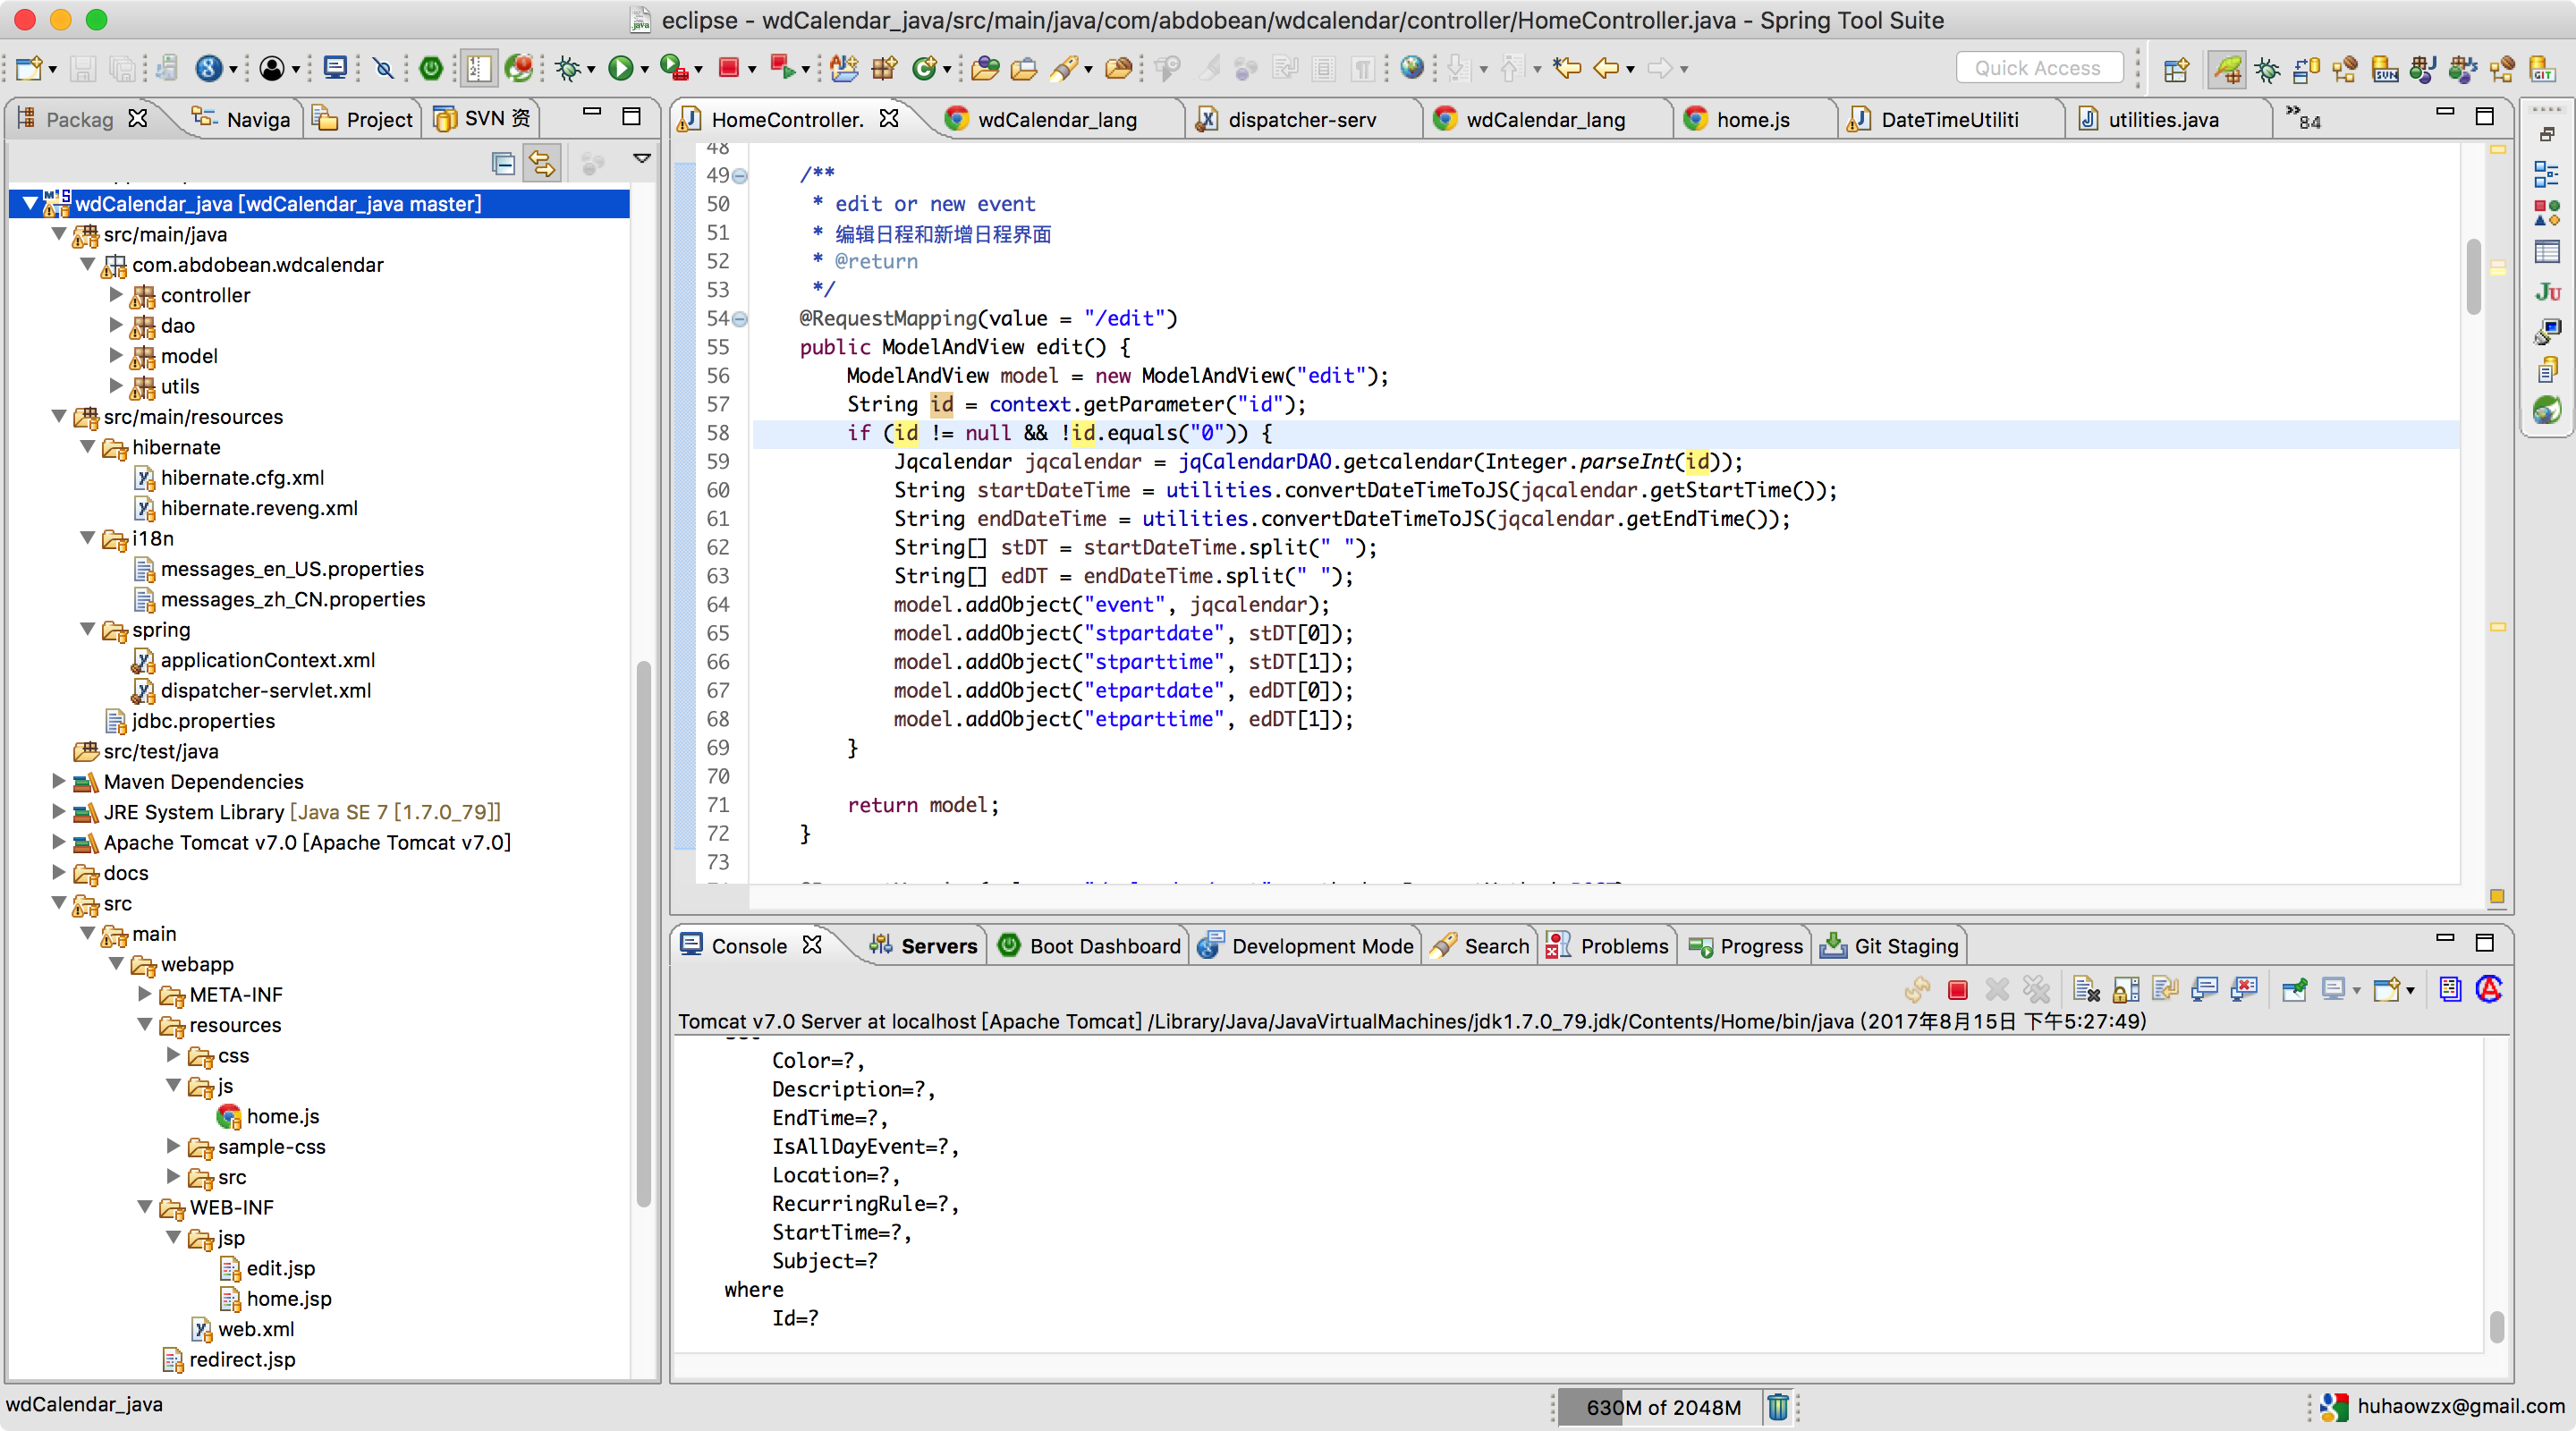 eclipse - wdCalendar_java/src/main/java/com/abdobean/wdcalendar/controller/HomeController.java - Spring Tool Suite
Quick Access
Packag
Naviga
Project
SVN 资
wdCalendar_java [wdCalendar_java master]
src/main/java
com.abdobean.wdcalendar
controller
dao
model
utils
src/main/resources
hibernate
hibernate.cfg.xml
hibernate.reveng.xml
i18n
messages_en_US.properties
messages_zh_CN.properties
spring
applicationContext.xml
dispatcher-servlet.xml
jdbc.properties
src/test/java
Maven Dependencies
JRE System Library [Java SE 7 [1.7.0_79]]
Apache Tomcat v7.0 [Apache Tomcat v7.0]
docs
src
main
webapp
META-INF
resources
css
js
home.js
sample-css
src
WEB-INF
jsp
edit.jsp
home.jsp
web.xml
redirect.jsp
HomeController.
wdCalendar_lang
dispatcher-serv
wdCalendar_lang
home.js
DateTimeUtiliti
utilities.java
»84
48
49 /**
50 * edit or new event
51 * 编辑日程和新增日程界面
52 * @return
53 */
54 @RequestMapping(value = "/edit")
55 public ModelAndView edit() {
56 ModelAndView model = new ModelAndView("edit");
57 String id = context.getParameter("id");
58 if (id != null && !id.equals("0")) {
59 Jqcalendar jqcalendar = jqCalendarDAO.getcalendar(Integer.parseInt(id));
60 String startDateTime = utilities.convertDateTimeToJS(jqcalendar.getStartTime());
61 String endDateTime = utilities.convertDateTimeToJS(jqcalendar.getEndTime());
62 String[] stDT = startDateTime.split(" ");
63 String[] edDT = endDateTime.split(" ");
64 model.addObject("event", jqcalendar);
65 model.addObject("stpartdate", stDT[0]);
66 model.addObject("stparttime", stDT[1]);
67 model.addObject("etpartdate", edDT[0]);
68 model.addObject("etparttime", edDT[1]);
69 }
70
71 return model;
72 }
73
Console
Servers
Boot Dashboard
Development Mode
Search
Problems
Progress
Git Staging
Tomcat v7.0 Server at localhost [Apache Tomcat] /Library/Java/JavaVirtualMachines/jdk1.7.0_79.jdk/Contents/Home/bin/java (2017年8月15日 下午5:27:49)
Color=?,
Description=?,
EndTime=?,
IsAllDayEvent=?,
Location=?,
RecurringRule=?,
StartTime=?,
Subject=?
where
Id=?
wdCalendar_java
630M of 2048M
huhaowzx@gmail.com